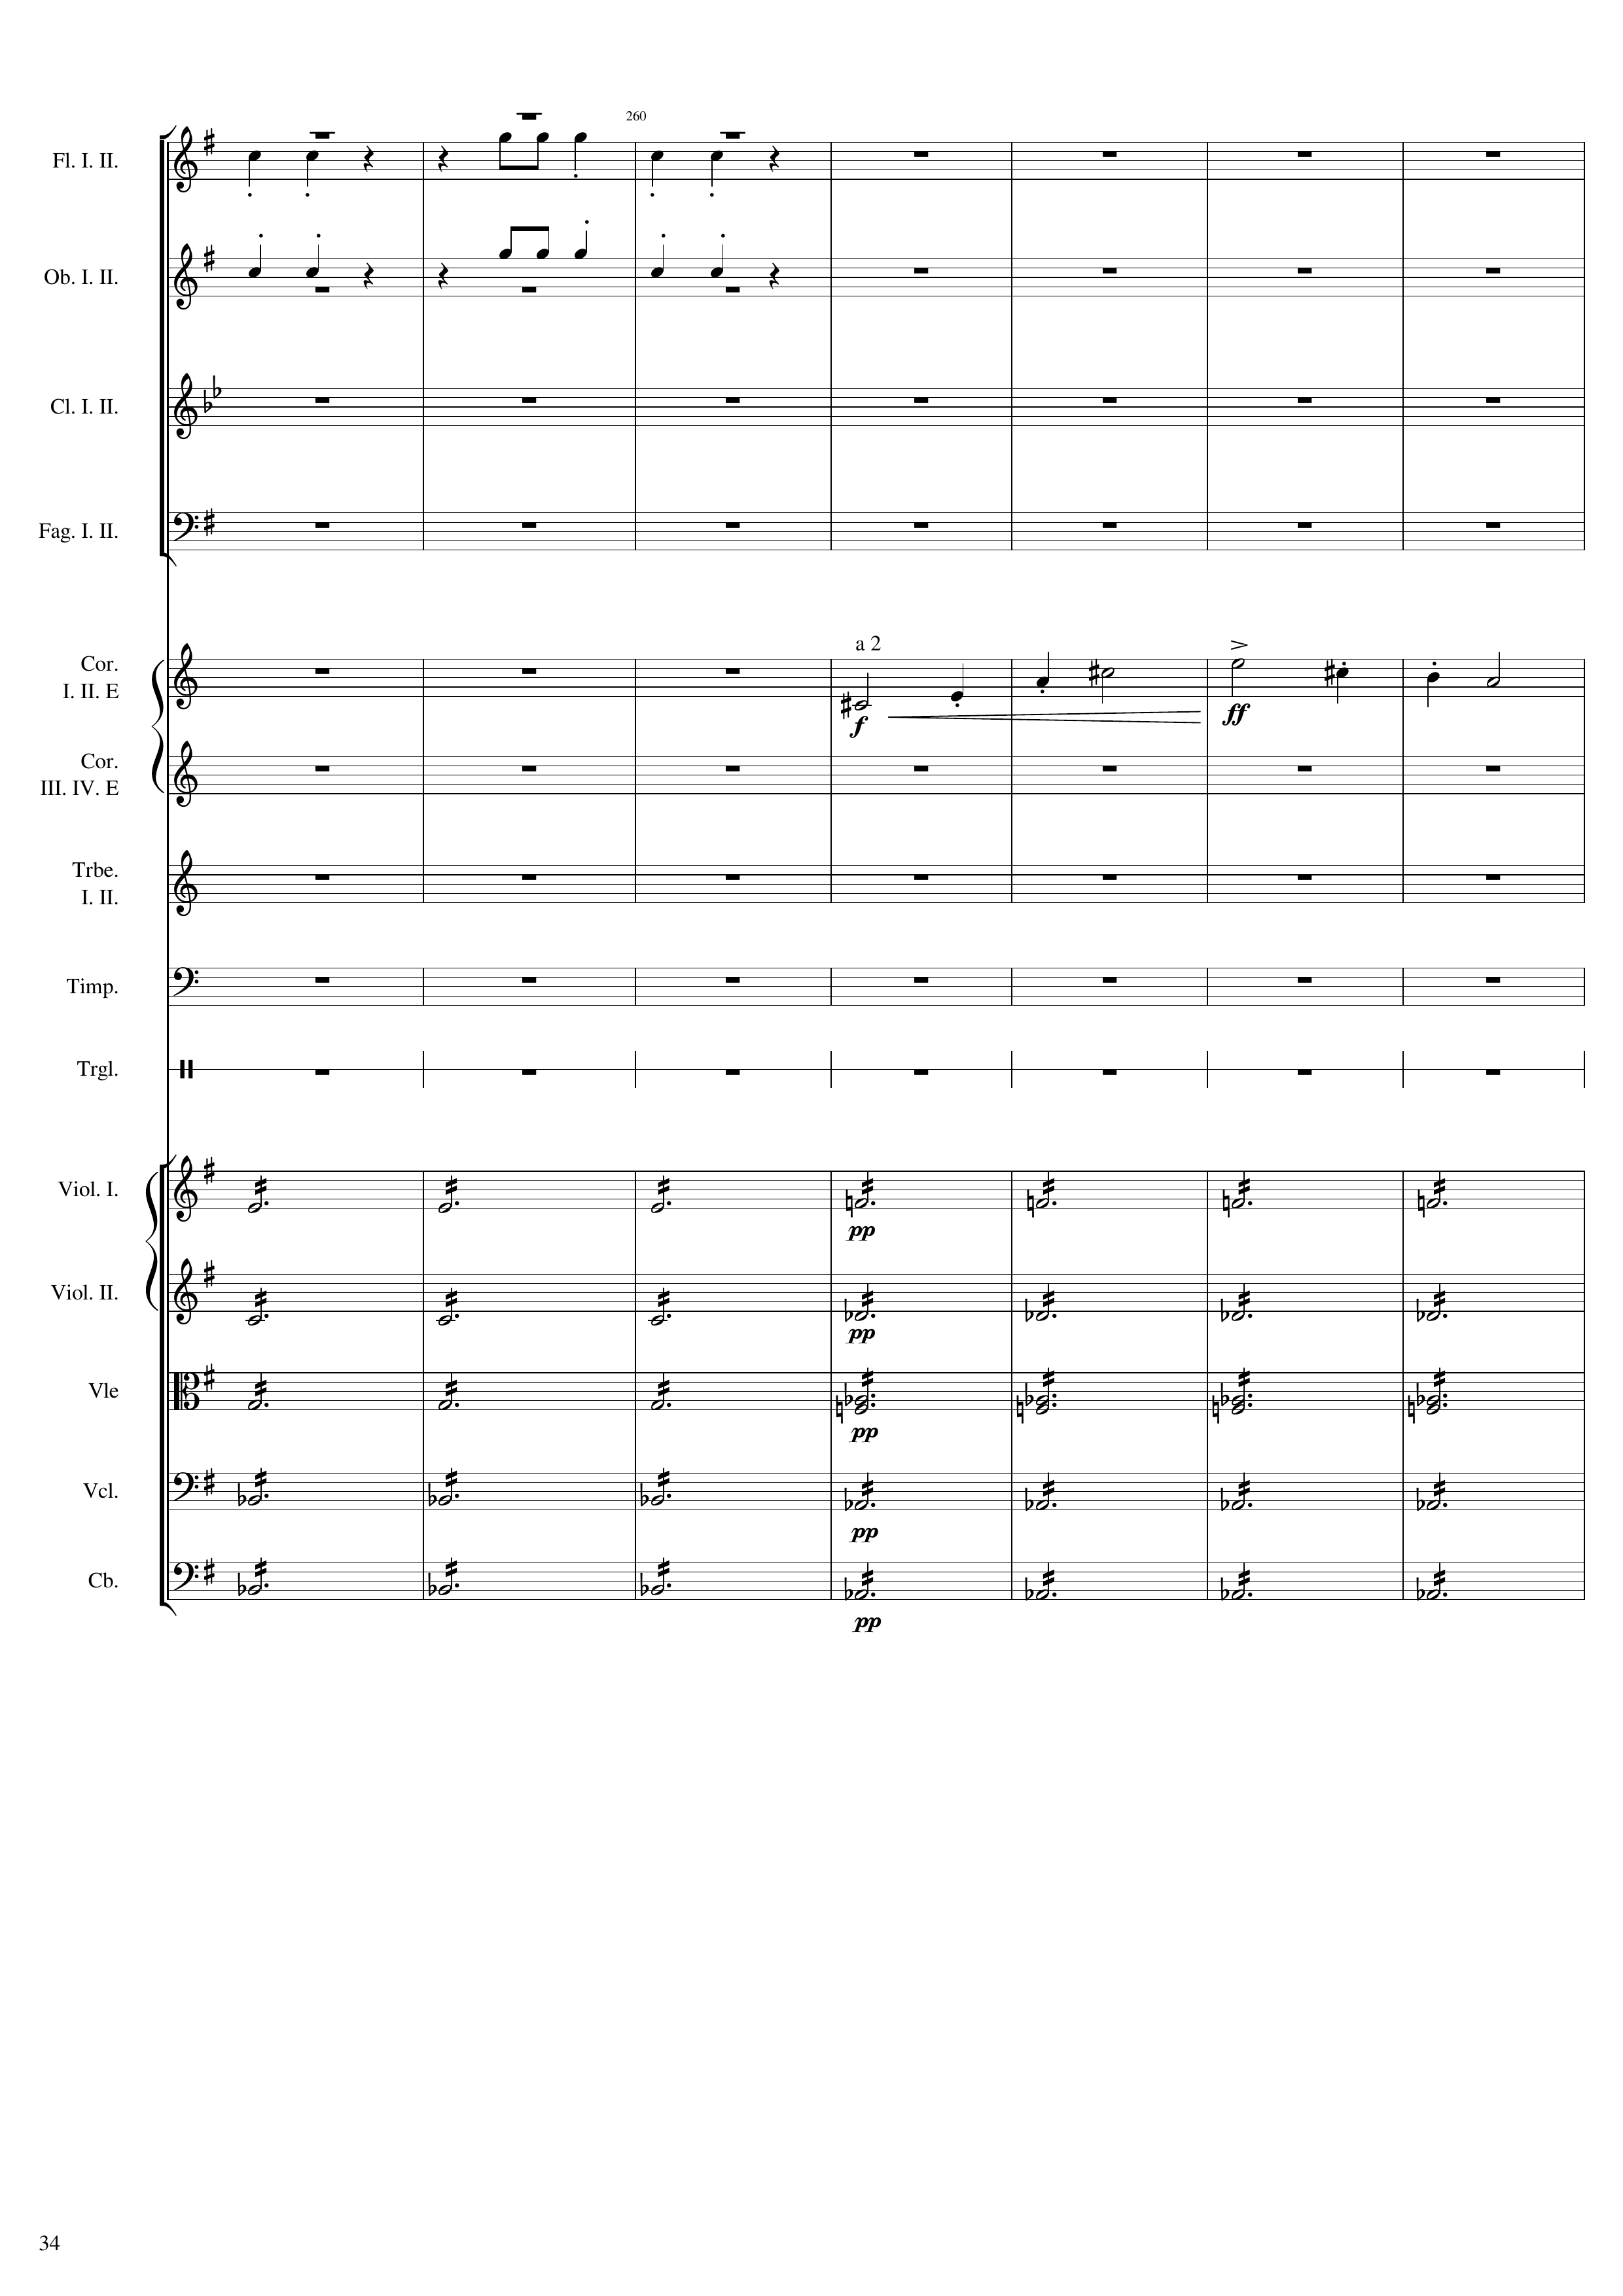 260
Fl. I. II.
Ob. I. II.
Cl. I. II.
Fag. I. II.
a 2
Cor.
I. II. E
f
ff
Cor.
III. IV. E
Trbe.
I. II.
Timp.
Trgl.
Viol. I.
pp
Viol. II.
pp
Vle
pp
Vcl.
pp
Cb.
pp
34